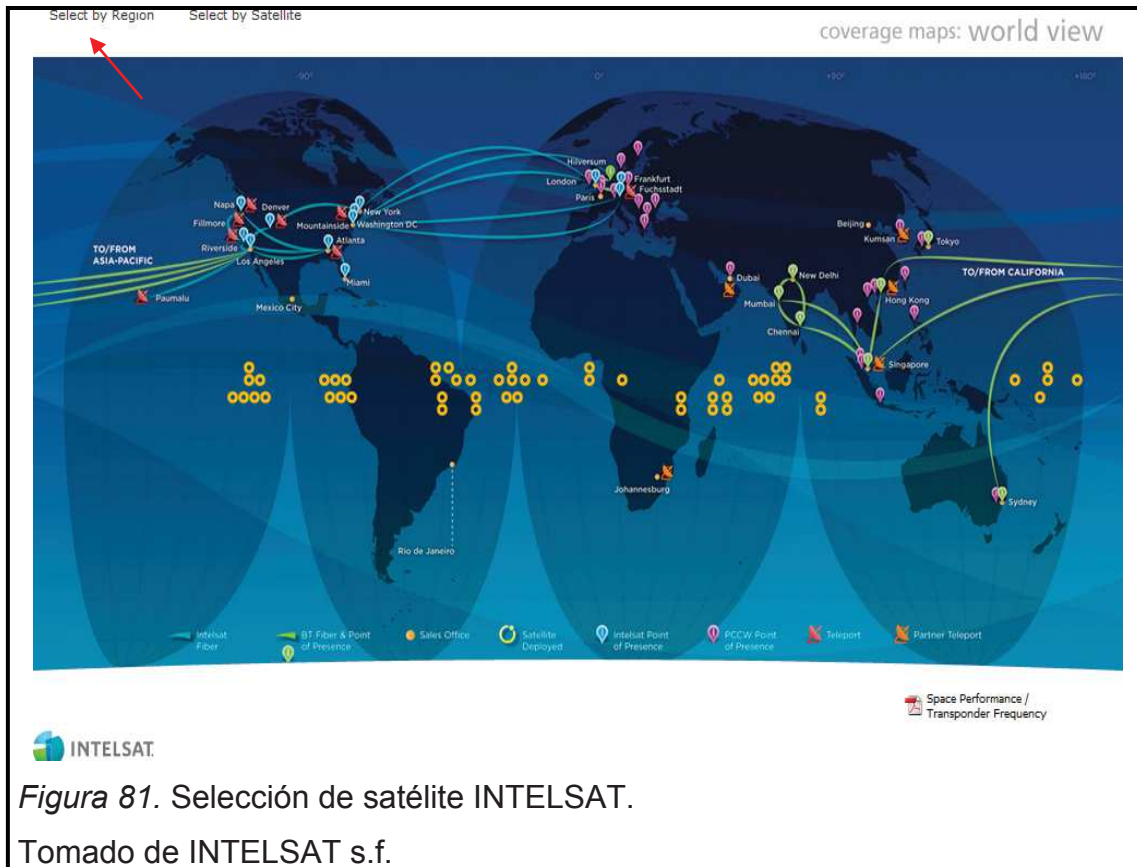 Select by Region Select by Satellite
coverage maps: world view
-90° 0° +90° +180°
Hilversum
London
Frankfurt
Fuchsstadt
Paris
Napa
Denver
Fillmore
New York
Mountainside
Washington DC
Riverside
Atlanta
Los Angeles
TO/FROM
ASIA-PACIFIC
Miami
Paumalu
Mexico City
Beijing
Kumsan
Tokyo
Dubai
New Delhi
TO/FROM CALIFORNIA
Mumbai
Hong Kong
Chennai
Singapore
Johannesburg
Sydney
Rio de Janeiro
Intelsat
Fiber
BT Fiber & Point
of Presence
Sales Office
Satellite
Deployed
Intelsat Point
of Presence
PCCW Point
of Presence
Teleport
Partner Teleport
Space Performance /
Transponder Frequency
INTELSAT.
Figura 81. Selección de satélite INTELSAT.
Tomado de INTELSAT s.f.